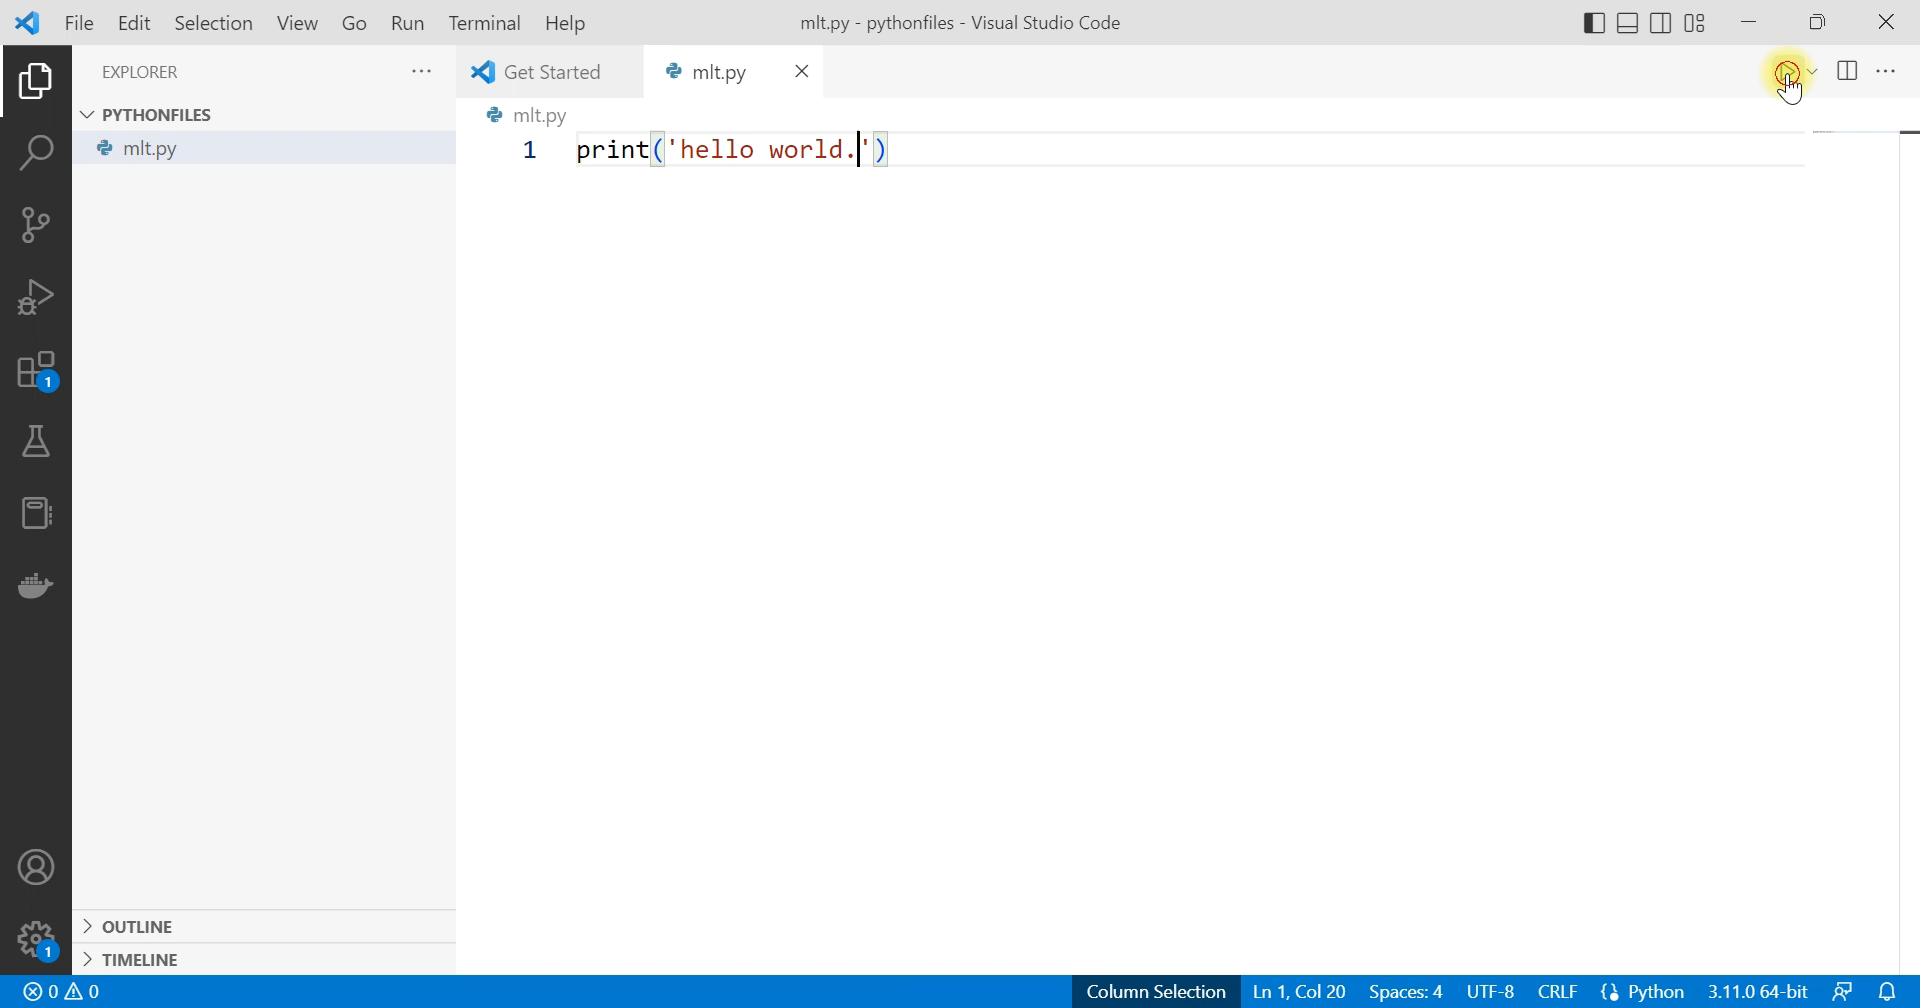 File Edit Selection View Go Run Terminal Help mlt.py - pythonfiles - Visual Studio Code
EXPLORER ··· Get Started mlt.py ···
PYTHONFILES mlt.py
mlt.py 1 print('hello world.')
1
OUTLINE
1
TIMELINE
0 0 Column Selection Ln 1, Col 20 Spaces: 4 UTF-8 CRLF Python 3.11.0 64-bit